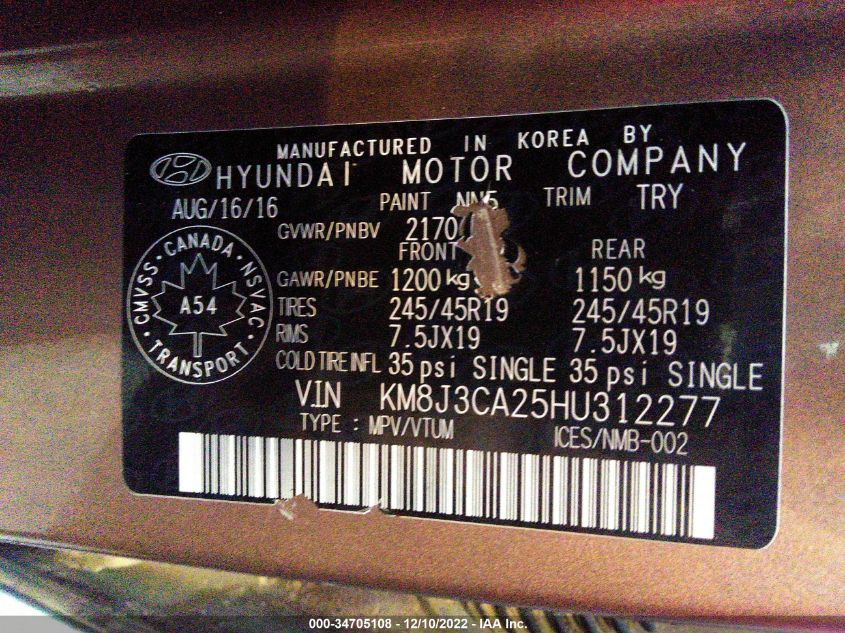 MANUFACTURED IN KOREA BY
HYUNDAI MOTOR COMPANY
AUG/16/16 PAINT NN5 TRIM TRY
GVWR/PNBV 2170
FRONT REAR
GAWR/PNBE 1200 kg 1150 kg
TIRES 245/45R19 245/45R19
RIMS 7.5JX19 7.5JX19
COLD TIRE INFL 35 psi SINGLE 35 psi SINGLE
VIN KM8J3CA25HU312277
TYPE : MPV/VTUM ICES/NMB-002
CANADA
CMVSS NSVAC
A54
TRANSPORT
000-34705108 - 12/10/2022 - IAA Inc.